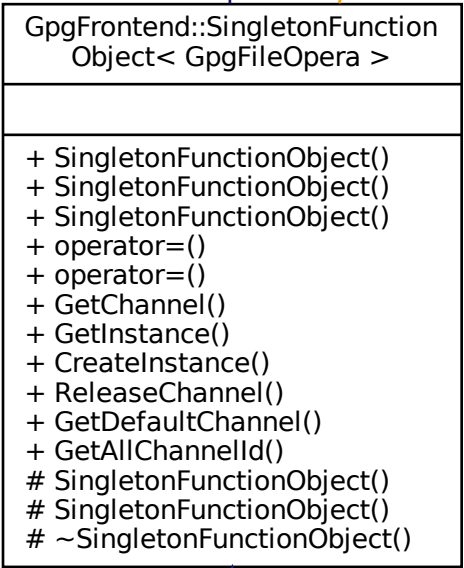 GpgFrontend::SingletonFunction
Object< GpgFileOpera >
+ SingletonFunctionObject()
+ SingletonFunctionObject()
+ SingletonFunctionObject()
+ operator=()
+ operator=()
+ GetChannel()
+ GetInstance()
+ CreateInstance()
+ ReleaseChannel()
+ GetDefaultChannel()
+ GetAllChannelId()
# SingletonFunctionObject()
# SingletonFunctionObject()
# ~SingletonFunctionObject()